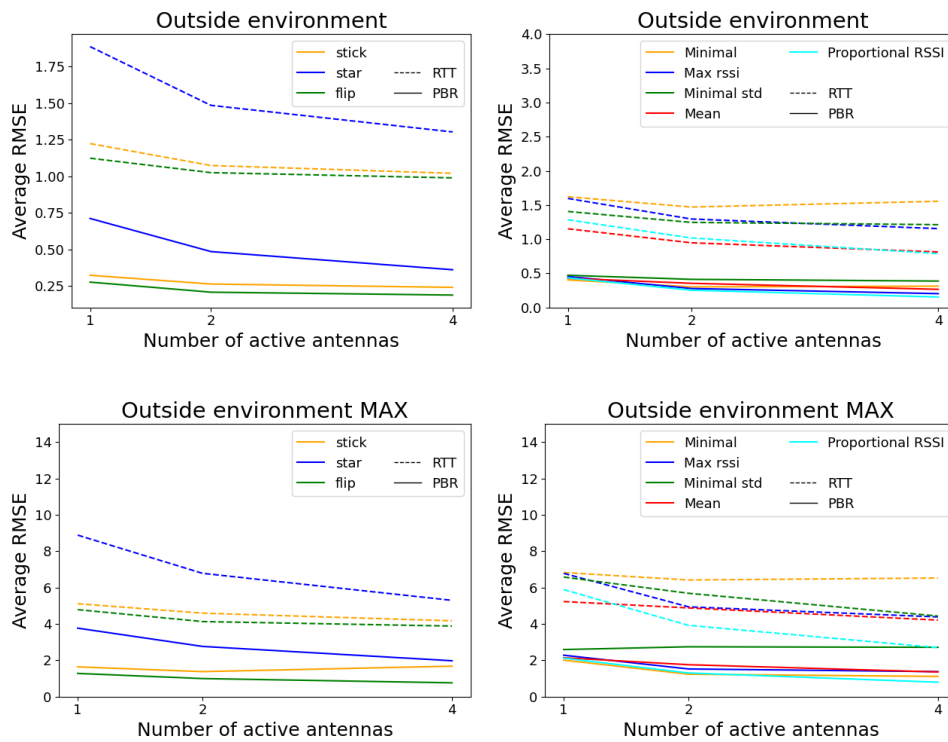 Outside environment
Average RMSE
1.75
1.50
1.25
1.00
0.75
0.50
0.25
stick
star
flip
RTT
PBR
1 2 4
Number of active antennas
Outside environment
Average RMSE
4.0
3.5
3.0
2.5
2.0
1.5
1.0
0.5
0.0
Minimal
Max rssi
Minimal std
Mean
Proportional RSSI
RTT
PBR
1 2 4
Number of active antennas
Outside environment MAX
Average RMSE
14
12
10
8
6
4
2
0
stick
star
flip
RTT
PBR
1 2 4
Number of active antennas
Outside environment MAX
Average RMSE
14
12
10
8
6
4
2
0
Minimal
Max rssi
Minimal std
Mean
Proportional RSSI
RTT
PBR
1 2 4
Number of active antennas